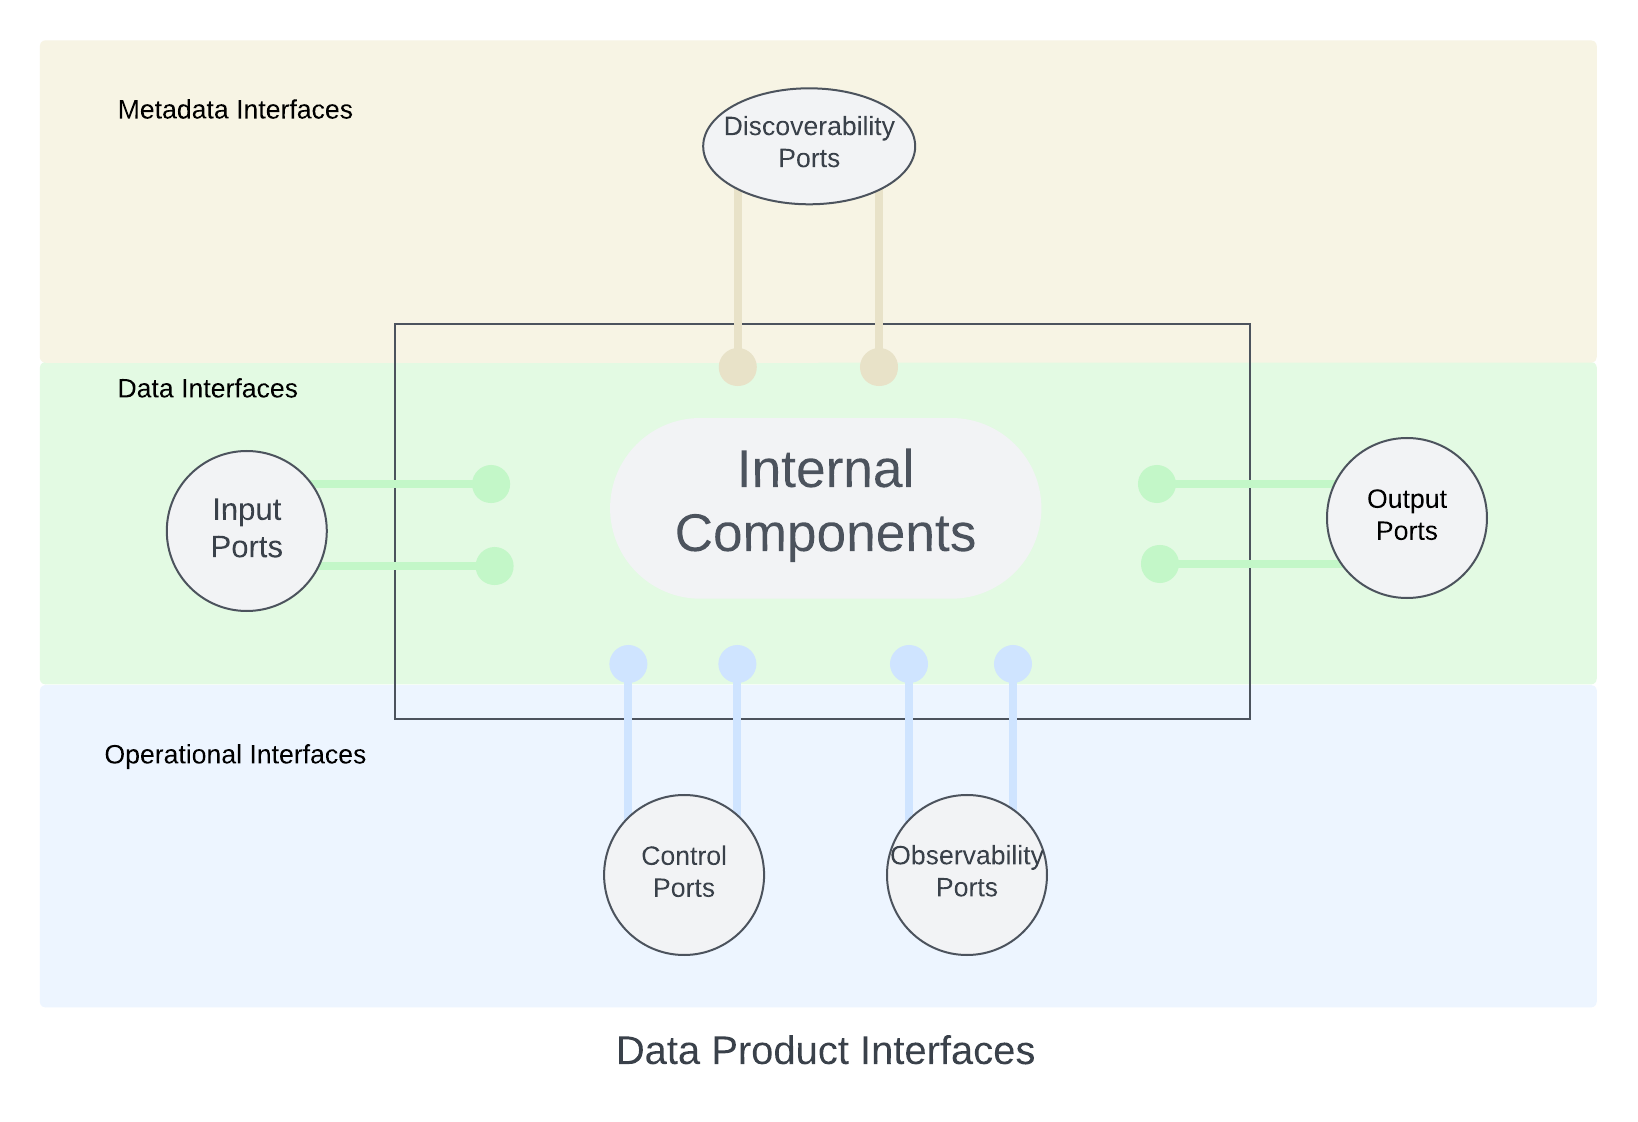 Metadata Interfaces
Discoverability
Ports
Data Interfaces
Input
Ports
Internal
Components
Output
Ports
Operational Interfaces
Control
Ports
Observability
Ports
Data Product Interfaces